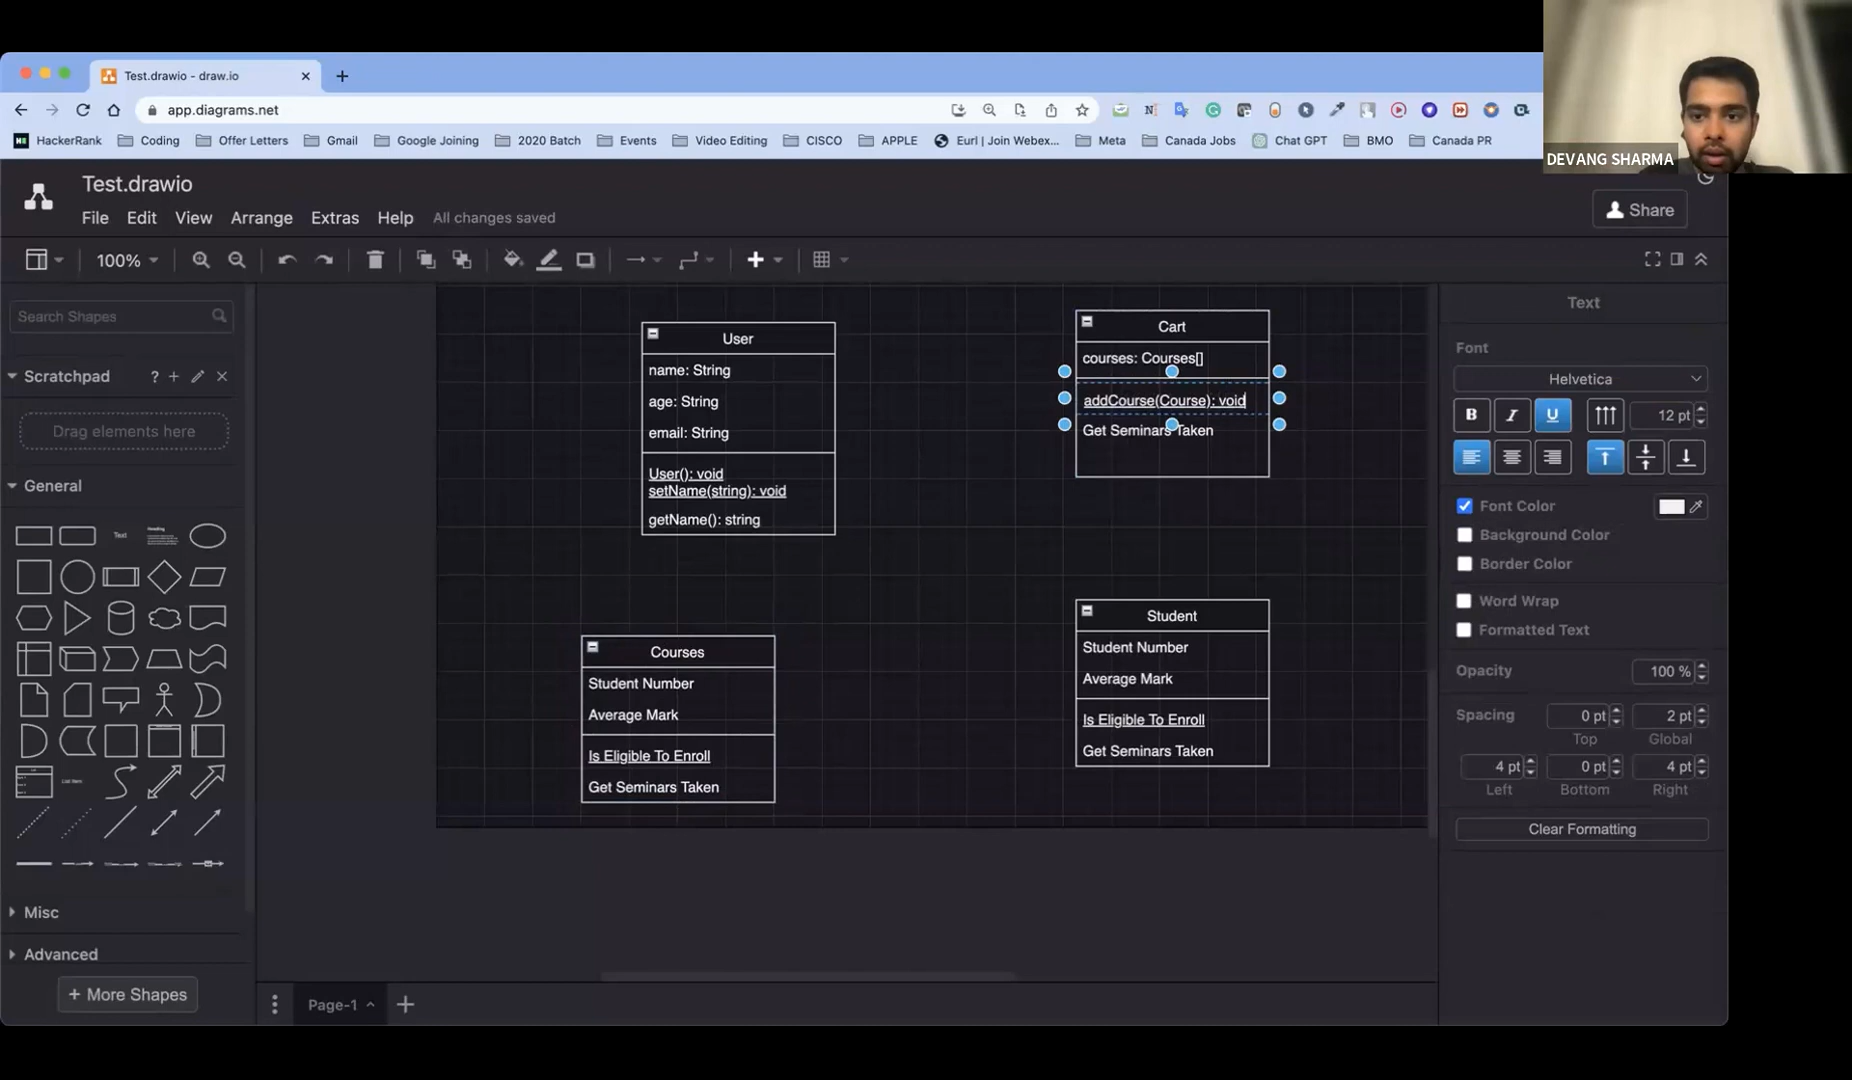 Test.drawio - draw.io
app.diagrams.net
HackerRank
Coding
Offer Letters
Gmail
Google Joining
2020 Batch
Events
Video Editing
CISCO
APPLE
Eurl | Join Webex...
Meta
Canada Jobs
Chat GPT
BMO
Canada PR
DEVANG SHARMA
Test.drawio
File Edit View Arrange Extras Help All changes saved
Share
100%
Search Shapes
Scratchpad
?
Drag elements here
General
Text
Heading
List Item
Misc
Advanced
+ More Shapes
User
name: String
age: String
email: String
User(): void
setName(string): void
getName(): string
Cart
courses: Courses[]
addCourse(Course): void
Get Seminars Taken
Courses
Student Number
Average Mark
Is Eligible To Enroll
Get Seminars Taken
Student
Student Number
Average Mark
Is Eligible To Enroll
Get Seminars Taken
Page-1
Text
Font
Helvetica
B I U 12 pt
Font Color
Background Color
Border Color
Word Wrap
Formatted Text
Opacity 100 %
Spacing 0 pt 2 pt
Top Global
4 pt 0 pt 4 pt
Left Bottom Right
Clear Formatting